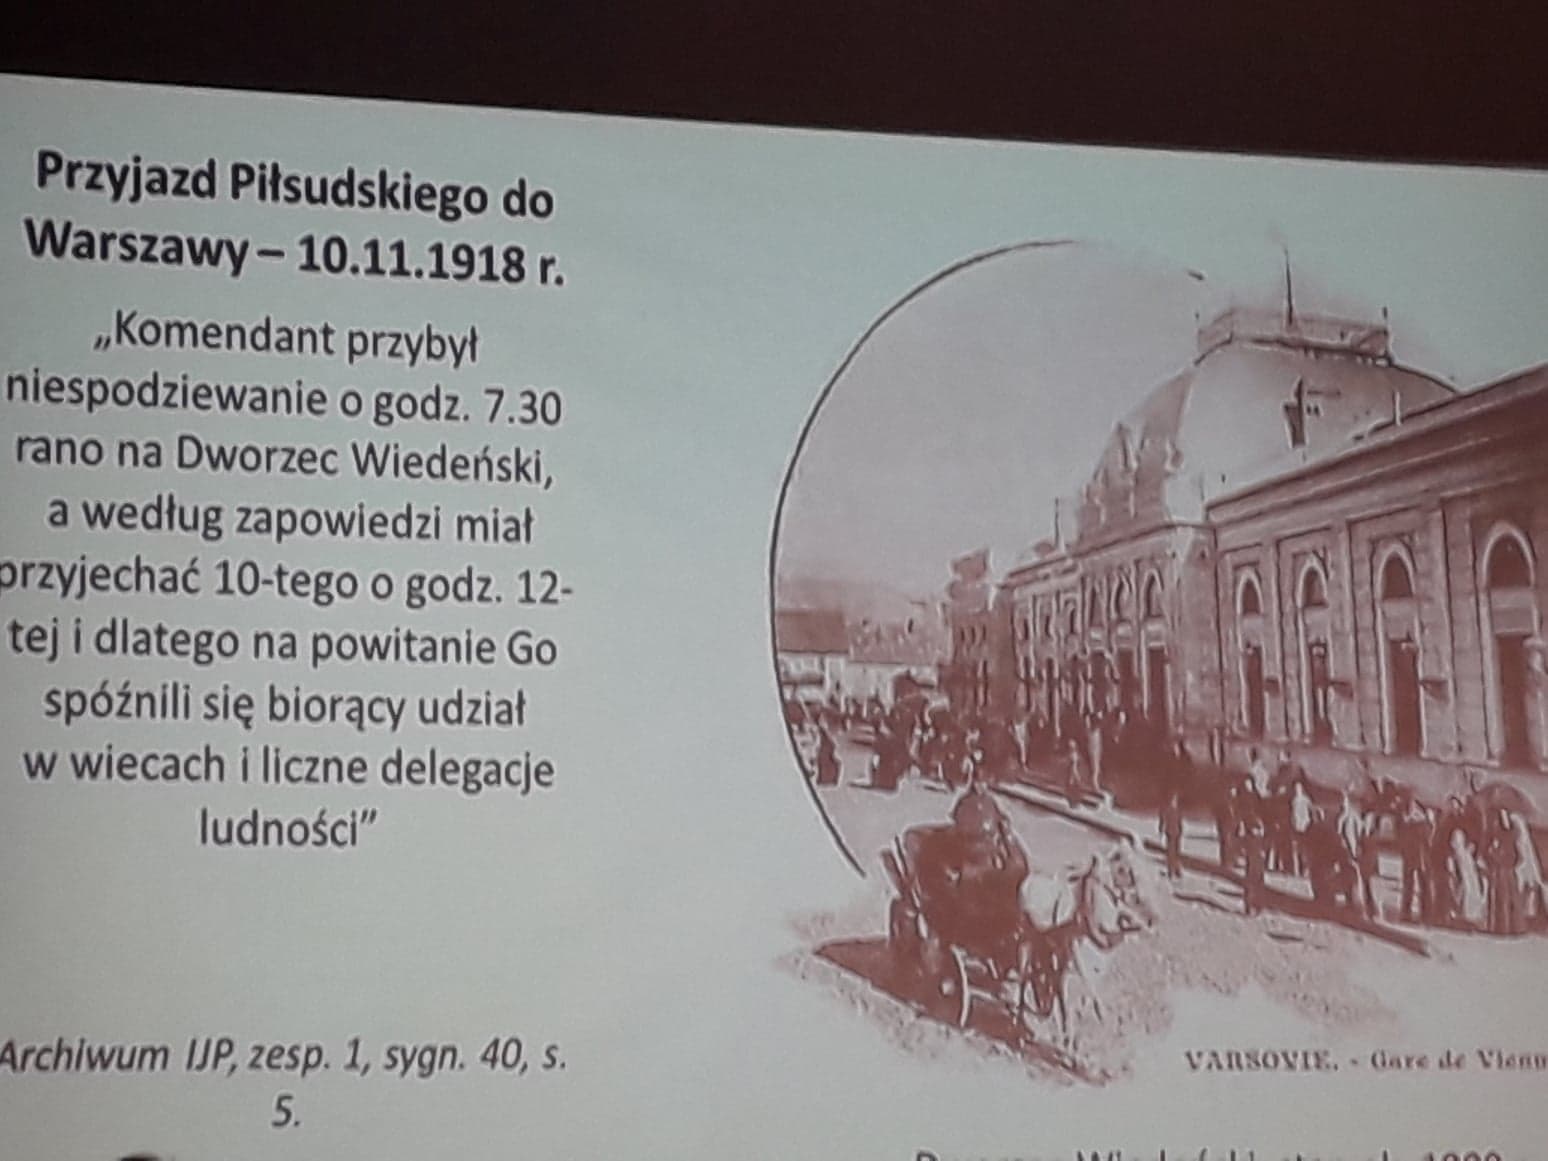 Przyjazd Piłsudskiego do
Warszawy – 10.11.1918 r.
„Komendant przybył
niespodziewanie o godz. 7.30
rano na Dworzec Wiedeński,
a według zapowiedzi miał
przyjechać 10-tego o godz. 12-
tej i dlatego na powitanie Go
spóźnili się biorący udział
w wiecach i liczne delegacje
ludności”
Archiwum IJP, zesp. 1, sygn. 40, s.
5.
VARSOVIE. - Gare de